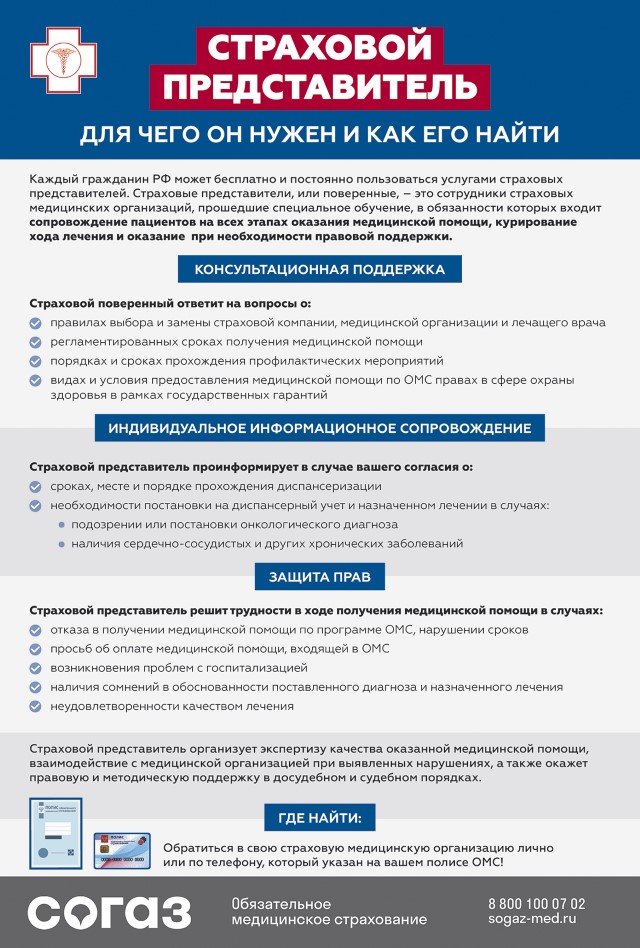 СТРАХОВОЙ
ПРЕДСТАВИТЕЛЬ
ДЛЯ ЧЕГО ОН НУЖЕН И КАК ЕГО НАЙТИ
Каждый гражданин РФ может бесплатно и постоянно пользоваться услугами страховых
представителей. Страховые представители, или поверенные, – это сотрудники страховых
медицинских организаций, прошедшие специальное обучение, в обязанности которых входит
сопровождение пациентов на всех этапах оказания медицинской помощи, курирование
хода лечения и оказание при необходимости правовой поддержки.
КОНСУЛЬТАЦИОННАЯ ПОДДЕРЖКА
Страховой поверенный ответит на вопросы о:
правилах выбора и замены страховой компании, медицинской организации и лечащего врача
регламентированных сроках получения медицинской помощи
порядках и сроках прохождения профилактических мероприятий
видах и условия предоставления медицинской помощи по ОМС правах в сфере охраны
здоровья в рамках государственных гарантий
ИНДИВИДУАЛЬНОЕ ИНФОРМАЦИОННОЕ СОПРОВОЖДЕНИЕ
Страховой представитель проинформирует в случае вашего согласия о:
сроках, месте и порядке прохождения диспансеризации
необходимости постановки на диспансерный учет и назначенном лечении в случаях:
подозрении или постановки онкологического диагноза
наличия сердечно-сосудистых и других хронических заболеваний
ЗАЩИТА ПРАВ
Страховой представитель решит трудности в ходе получения медицинской помощи в случаях:
отказа в получении медицинской помощи по программе ОМС, нарушении сроков
просьб об оплате медицинской помощи, входящей в ОМС
возникновения проблем с госпитализацией
наличия сомнений в обоснованности поставленного диагноза и назначенного лечения
неудовлетворенности качеством лечения
Страховой представитель организует экспертизу качества оказанной медицинской помощи,
взаимодействие с медицинской организацией при выявленных нарушениях, а также окажет
правовую и методическую поддержку в досудебном и судебном порядках.
ГДЕ НАЙТИ:
ПОЛИС
ПОЛИС
Обратиться в свою страховую медицинскую организацию лично
или по телефону, который указан на вашем полисе ОМС!
СОГАЗ
Обязательное
медицинское страхование
8 800 100 07 02
sogaz-med.ru